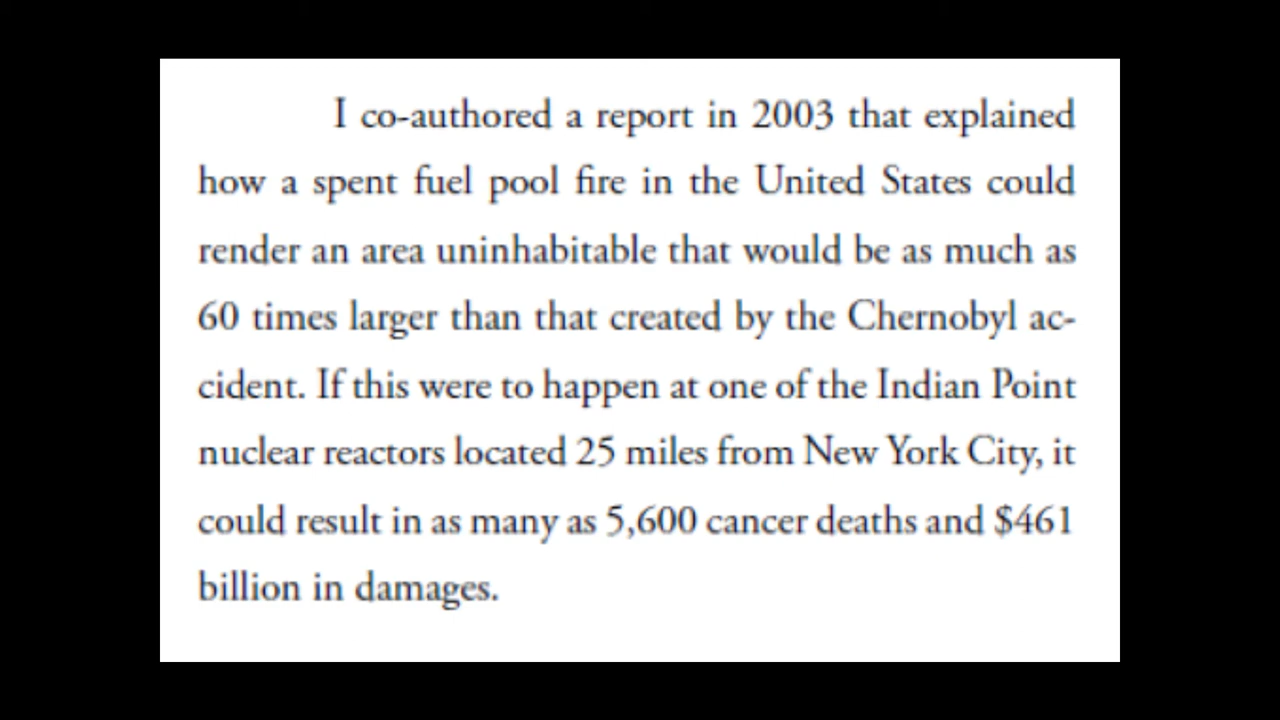 I co-authored a report in 2003 that explained
how a spent fuel pool fire in the United States could
render an area uninhabitable that would be as much as
60 times larger than that created by the Chernobyl ac-
cident. If this were to happen at one of the Indian Point
nuclear reactors located 25 miles from New York City, it
could result in as many as 5,600 cancer deaths and $461
billion in damages.